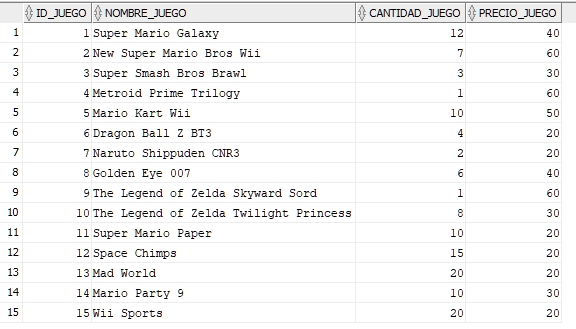 ID_JUEGO NOMBRE_JUEGO CANTIDAD_JUEGO PRECIO_JUEGO
1 1 Super Mario Galaxy 12 40
2 2 New Super Mario Bros Wii 7 60
3 3 Super Smash Bros Brawl 3 30
4 4 Metroid Prime Trilogy 1 60
5 5 Mario Kart Wii 10 50
6 6 Dragon Ball Z BT3 4 20
7 7 Naruto Shippuden CNR3 2 20
8 8 Golden Eye 007 6 40
9 9 The Legend of Zelda Skyward Sord 1 60
10 10 The Legend of Zelda Twilight Princess 8 30
11 11 Super Mario Paper 10 20
12 12 Space Chimps 15 20
13 13 Mad World 20 20
14 14 Mario Party 9 10 30
15 15 Wii Sports 20 20